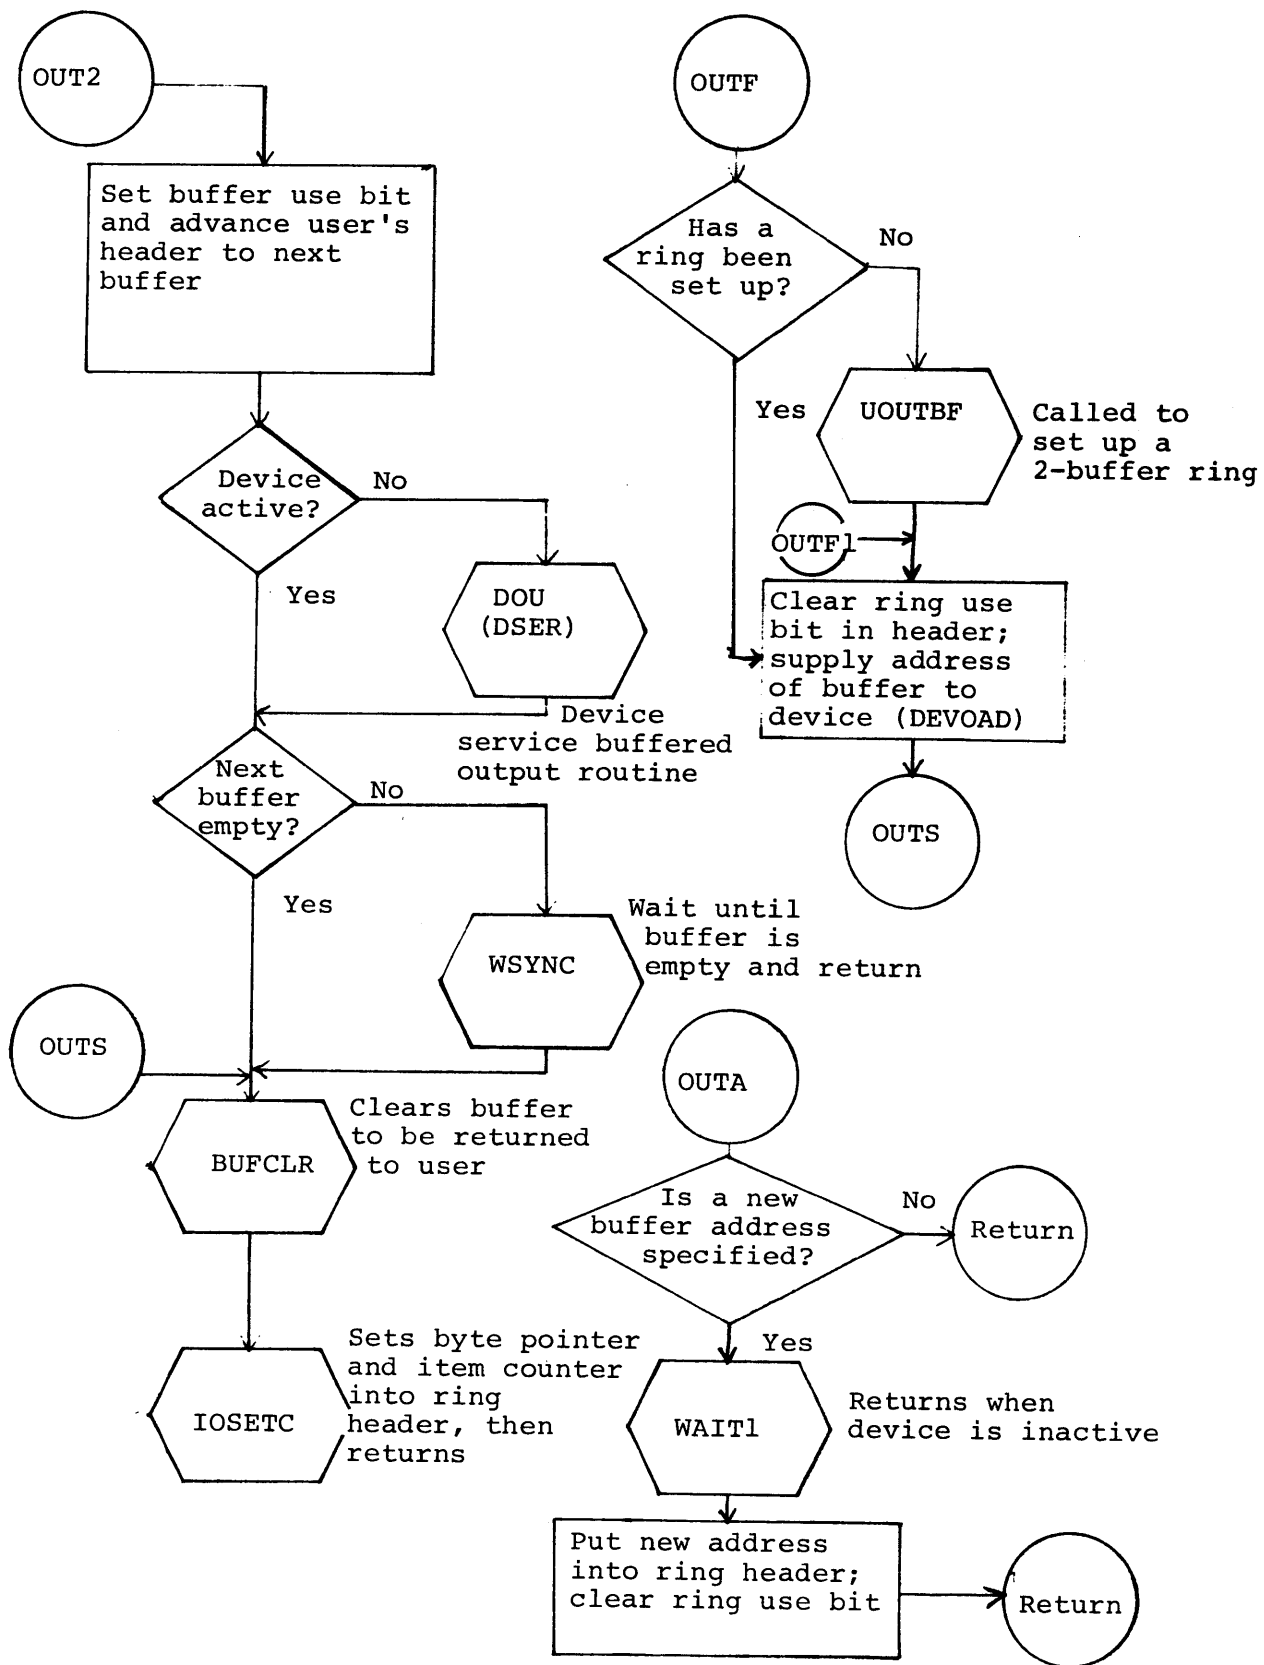 OUT2
Set buffer use bit
and advance user's
header to next
buffer
Device
active?
No
Yes
DOU
(DSER)
Device
service buffered
output routine
Next
buffer
empty?
No
Yes
WSYNC
Wait until
buffer is
empty and return
OUTS
BUFCLR
Clears buffer
to be returned
to user
IOSETC
Sets byte pointer
and item counter
into ring
header, then
returns
OUTF
Has a
ring been
set up?
No
Yes
UOUTBF
Called to
set up a
2-buffer ring
OUTF1
Clear ring use
bit in header;
supply address
of buffer to
device (DEVOAD)
OUTS
OUTA
Is a new
buffer address
specified?
No
Return
Yes
WAIT1
Returns when
device is inactive
Put new address
into ring header;
clear ring use bit
Return